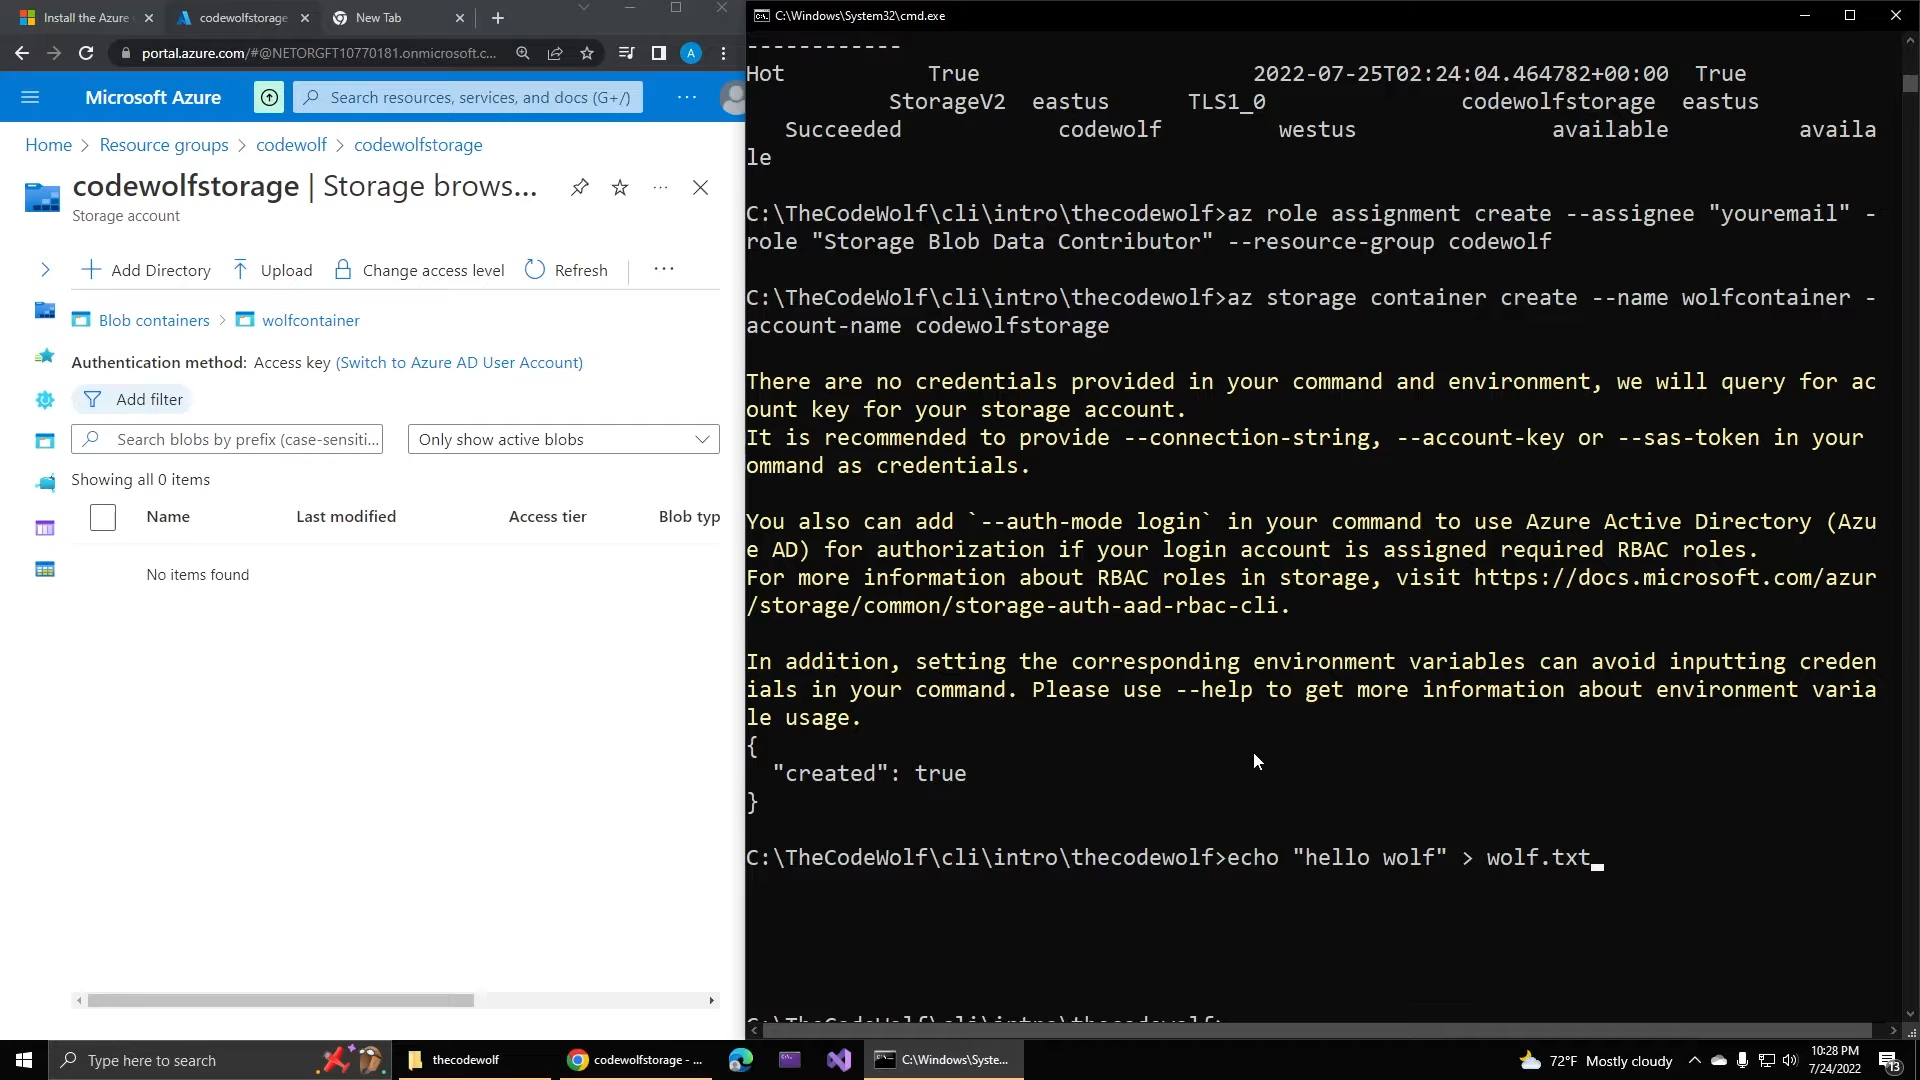 Install the Azure
codewolfstorage
New Tab
portal.azure.com/#@NETORGFT10770181.onmicrosoft.c...
A
Microsoft Azure
Search resources, services, and docs (G+/)
Home > Resource groups > codewolf > codewolfstorage
codewolfstorage | Storage brows...
Storage account
Add Directory
Upload
Change access level
Refresh
Blob containers > wolfcontainer
Authentication method: Access key (Switch to Azure AD User Account)
Add filter
Search blobs by prefix (case-sensiti...
Only show active blobs
Showing all 0 items
Name Last modified Access tier Blob typ
No items found
C:\Windows\System32\cmd.exe
------------
Hot True 2022-07-25T02:24:04.464782+00:00 True
StorageV2 eastus TLS1_0 codewolfstorage eastus
Succeeded codewolf westus available availa
le
C:\TheCodeWolf\cli\intro\thecodewolf>az role assignment create --assignee "youremail" -
role "Storage Blob Data Contributor" --resource-group codewolf
C:\TheCodeWolf\cli\intro\thecodewolf>az storage container create --name wolfcontainer -
account-name codewolfstorage
There are no credentials provided in your command and environment, we will query for ac
ount key for your storage account.
It is recommended to provide --connection-string, --account-key or --sas-token in your
ommand as credentials.
You also can add `--auth-mode login` in your command to use Azure Active Directory (Azu
e AD) for authorization if your login account is assigned required RBAC roles.
For more information about RBAC roles in storage, visit https://docs.microsoft.com/azur
/storage/common/storage-auth-aad-rbac-cli.
In addition, setting the corresponding environment variables can avoid inputting creden
ials in your command. Please use --help to get more information about environment varia
le usage.
{
"created": true
}
C:\TheCodeWolf\cli\intro\thecodewolf>echo "hello wolf" > wolf.txt
C:\TheCodeWolf\cli\intro\thecodewolf>
Type here to search
thecodewolf
codewolfstorage - ...
C:\Windows\Syste...
72°F Mostly cloudy
10:28 PM
7/24/2022
13